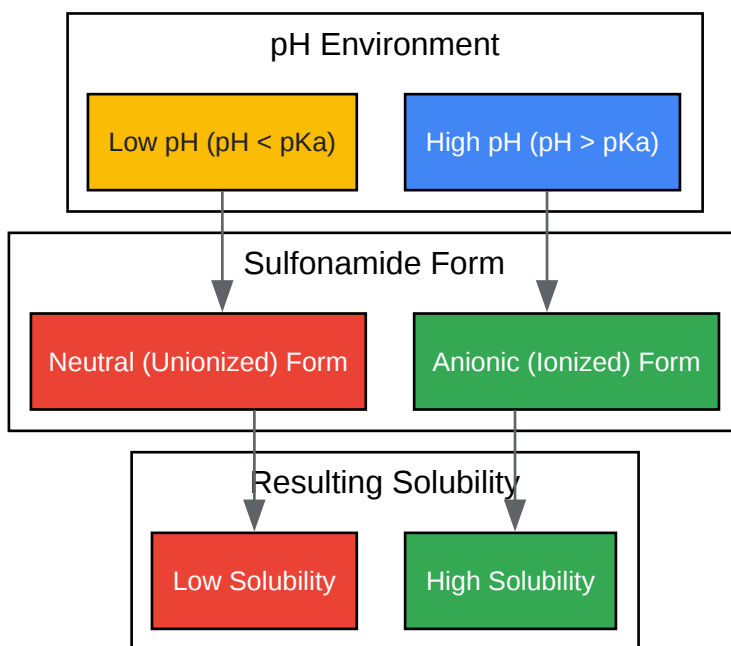 pH Environment
Low pH (pH < pKa)
High pH (pH > pKa)
Sulfonamide Form
Neutral (Unionized) Form
Anionic (Ionized) Form
Resulting Solubility
Low Solubility
High Solubility